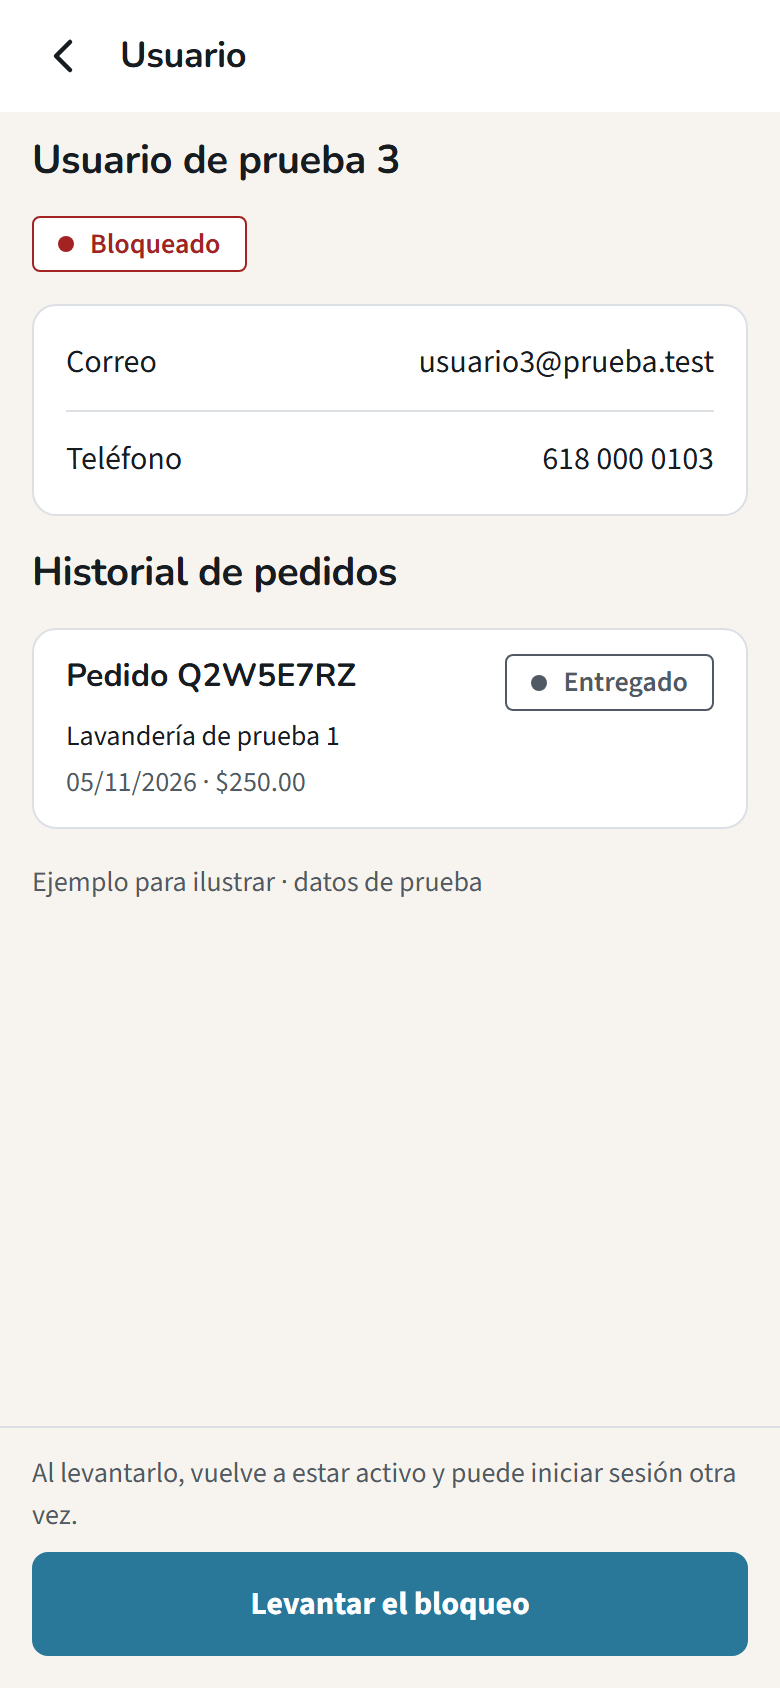 Usuario
Usuario de prueba 3
Bloqueado
Correo usuario3@prueba.test
Teléfono 618 000 0103
Historial de pedidos
Pedido Q2W5E7RZ Entregado
Lavandería de prueba 1
05/11/2026 · $250.00
Ejemplo para ilustrar · datos de prueba
Al levantarlo, vuelve a estar activo y puede iniciar sesión otra
vez.
Levantar el bloqueo